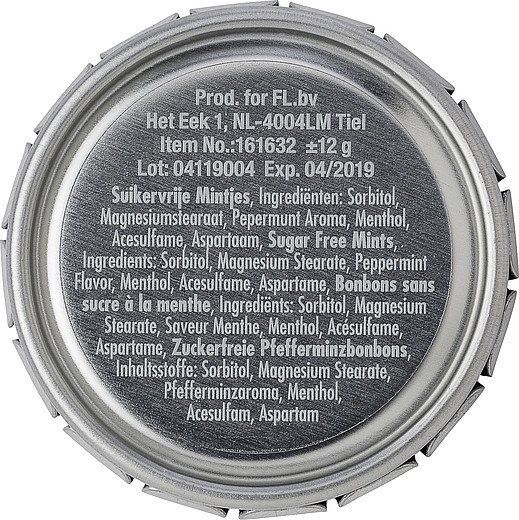 Prod. for FL.bv
Het Eek 1, NL-4004LM Tiel
Item No.:161632 ±12 g
Lot: 04119004 Exp. 04/2019
Suikervrije Mintjes, Ingrediënten: Sorbitol,
Magnesiumstearaat, Pepermunt Aroma, Menthol,
Acesulfame, Aspartaam, Sugar Free Mints,
Ingredients: Sorbitol, Magnesium Stearate, Peppermint
Flavor, Menthol, Acesulfame, Aspartame, Bonbons sans
sucre à la menthe, Ingrediënts: Sorbitol, Magnesium
Stearate, Saveur Menthe, Menthol, Acésulfame,
Aspartame, Zuckerfreie Pfefferminzbonbons,
Inhaltsstoffe: Sorbitol, Magnesium Stearate,
Pfefferminzaroma, Menthol,
Acesulfam, Aspartam